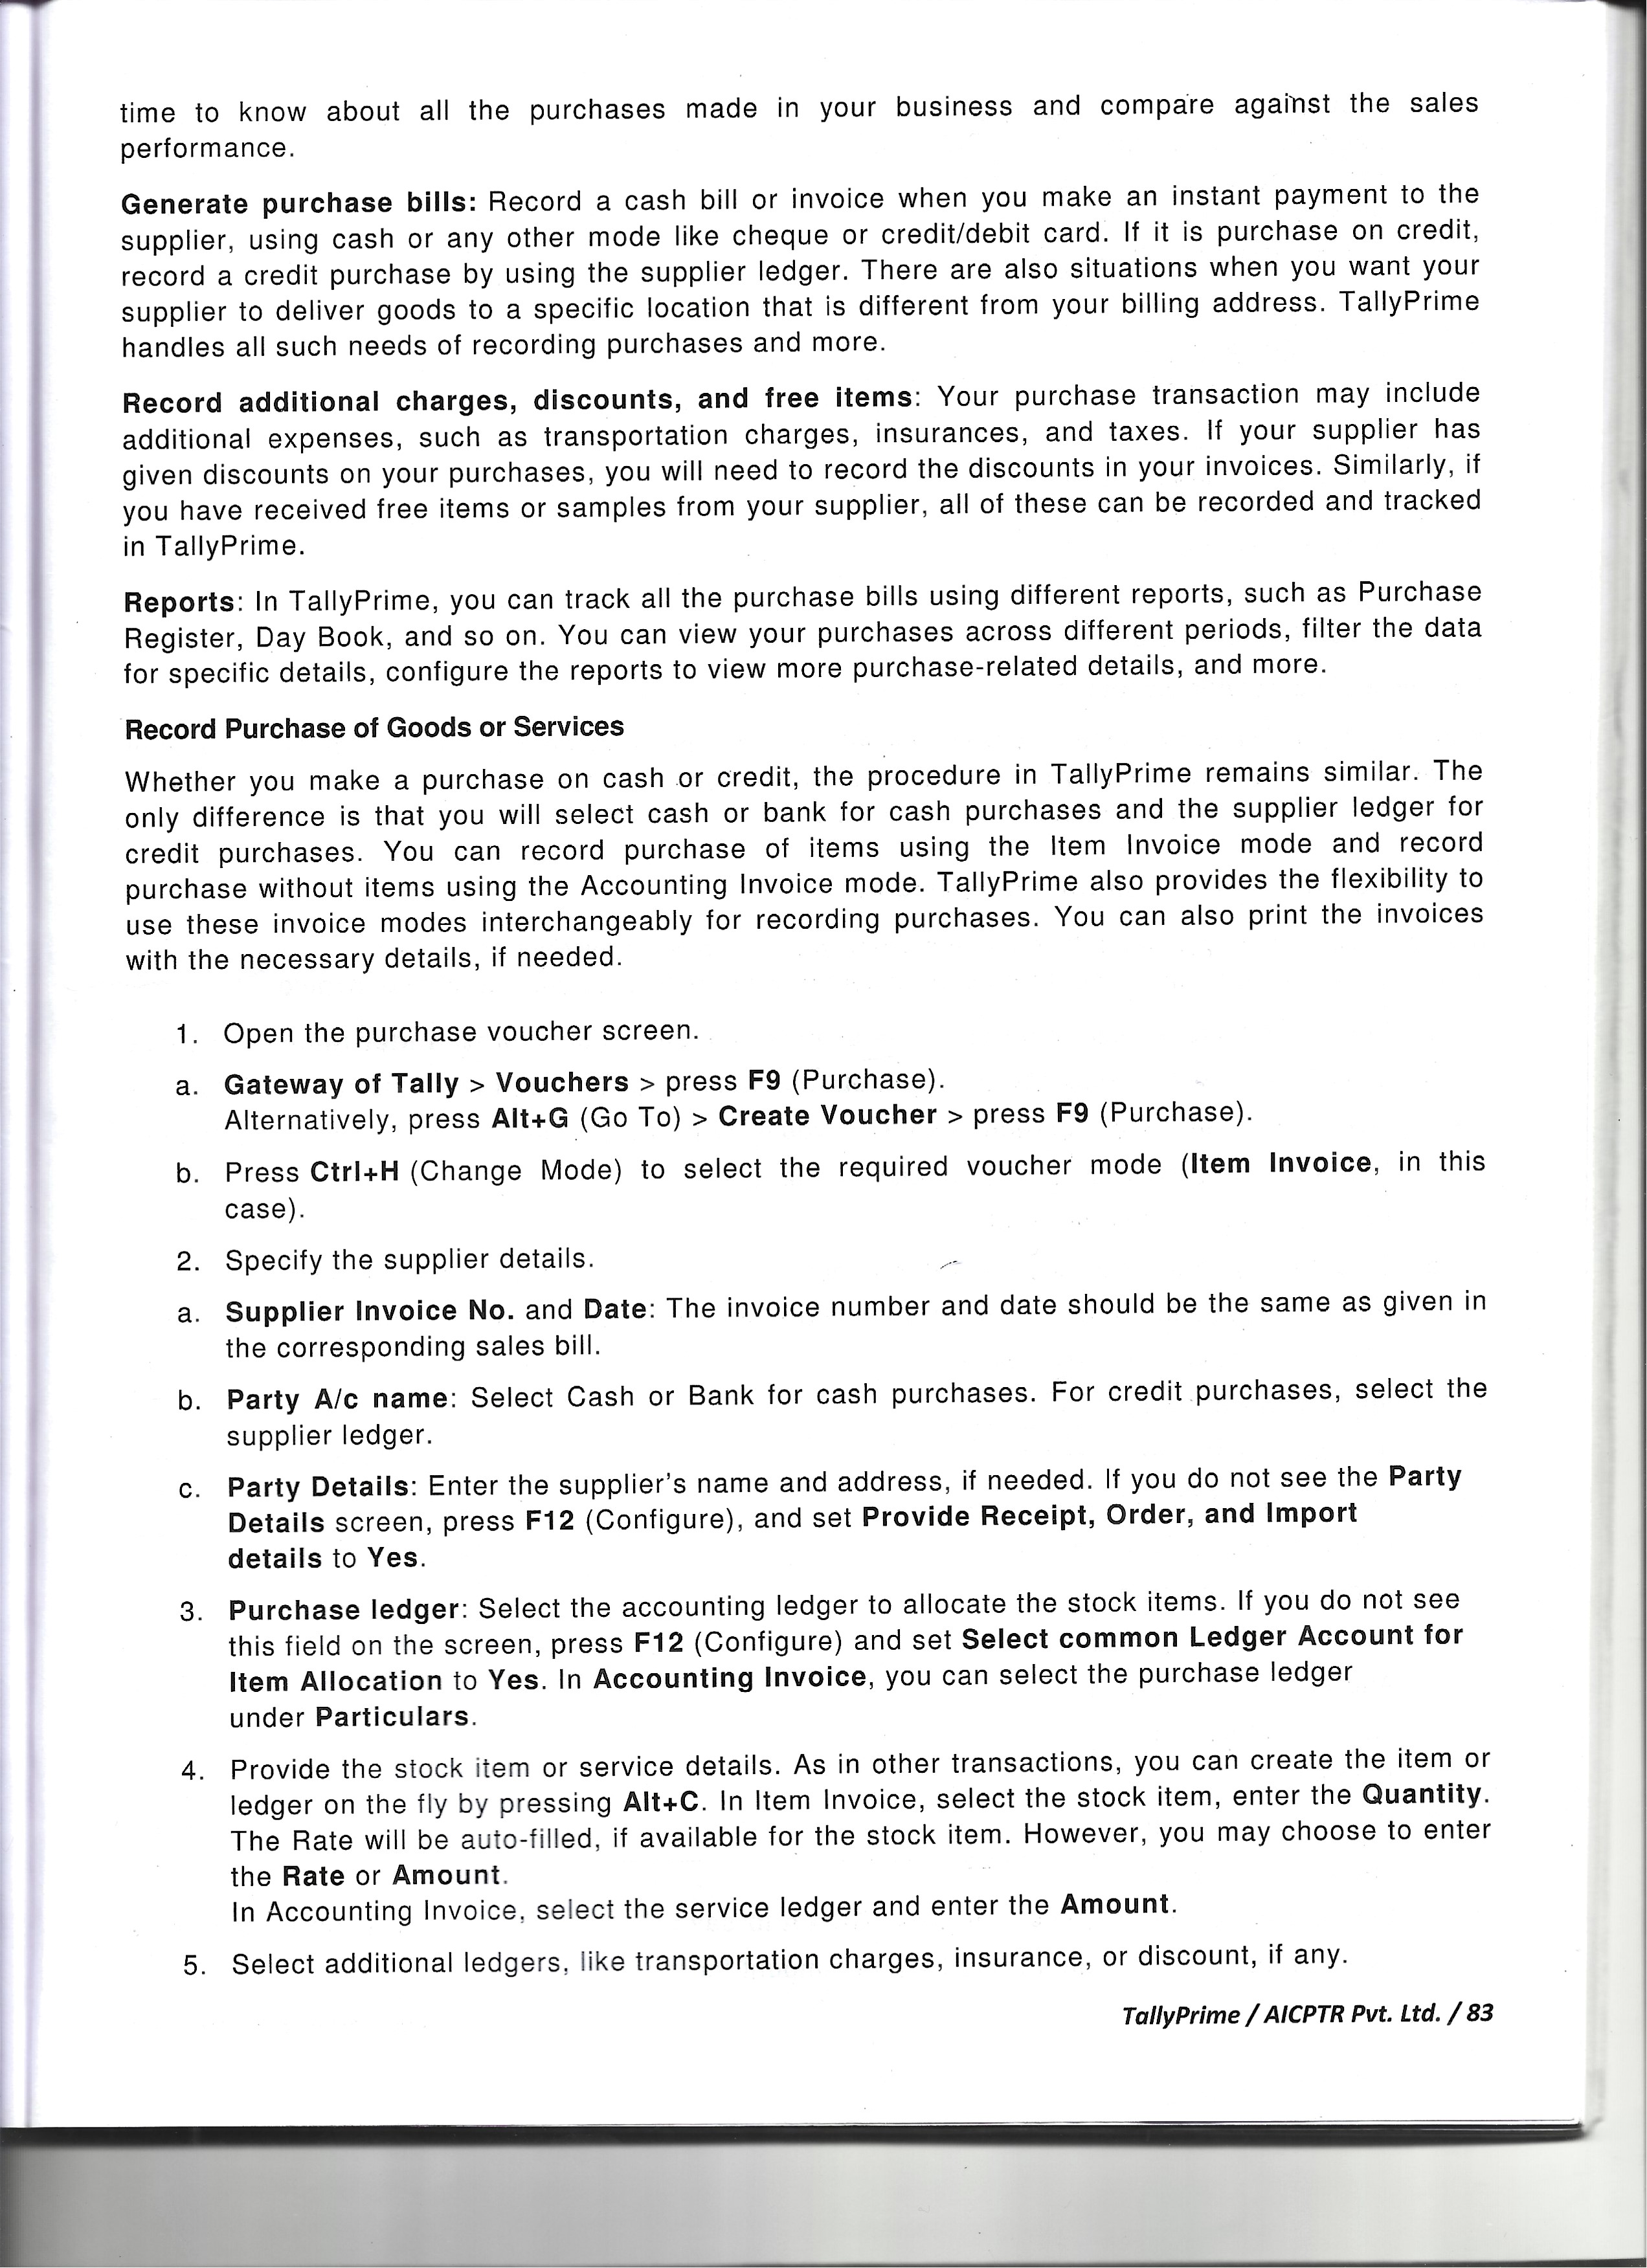 time to know about all the purchases made in your business and compare against the sales
performance.
Generate purchase bills: Record a cash bill or invoice when you make an instant payment to the
supplier, using cash or any other mode like cheque or credit/debit card. If it is purchase on credit,
record a credit purchase by using the supplier ledger. There are also situations when you want your
supplier to deliver goods to a specific location that is different from your billing address. TallyPrime
handles all such needs of recording purchases and more.
Record additional charges, discounts, and free items: Your purchase transaction may include
additional expenses, such as transportation charges, insurances, and taxes. If your supplier has
given discounts on your purchases, you will need to record the discounts in your invoices. Similarly, if
you have received free items or samples from your supplier, all of these can be recorded and tracked
in TallyPrime.
Reports: In TallyPrime, you can track all the purchase bills using different reports, such as Purchase
Register, Day Book, and so on. You can view your purchases across different periods, filter the data
for specific details, configure the reports to view more purchase-related details, and more.
Record Purchase of Goods or Services
Whether you make a purchase on cash or credit, the procedure in TallyPrime remains similar. The
only difference is that you will select cash or bank for cash purchases and the supplier ledger for
credit purchases. You can record purchase of items using the Item Invoice mode and record
purchase without items using the Accounting Invoice mode. TallyPrime also provides the flexibility to
use these invoice modes interchangeably for recording purchases. You can also print the invoices
with the necessary details, if needed.
1. Open the purchase voucher screen.
a. Gateway of Tally > Vouchers > press F9 (Purchase).
Alternatively, press Alt+G (Go To) > Create Voucher > press F9 (Purchase).
b. Press Ctrl+H (Change Mode) to select the required voucher mode (Item Invoice, in this
case).
2. Specify the supplier details.
a. Supplier Invoice No. and Date: The invoice number and date should be the same as given in
the corresponding sales bill.
b. Party A/c name: Select Cash or Bank for cash purchases. For credit purchases, select the
supplier ledger.
c. Party Details: Enter the supplier's name and address, if needed. If you do not see the Party
Details screen, press F12 (Configure), and set Provide Receipt, Order, and Import
details to Yes.
3. Purchase ledger: Select the accounting ledger to allocate the stock items. If you do not see
this field on the screen, press F12 (Configure) and set Select common Ledger Account for
Item Allocation to Yes. In Accounting Invoice, you can select the purchase ledger
under Particulars.
4. Provide the stock item or service details. As in other transactions, you can create the item or
ledger on the fly by pressing Alt+C. In Item Invoice, select the stock item, enter the Quantity.
The Rate will be auto-filled, if available for the stock item. However, you may choose to enter
the Rate or Amount.
In Accounting Invoice, select the service ledger and enter the Amount.
5. Select additional ledgers, like transportation charges, insurance, or discount, if any.
TallyPrime / AICPTR Pvt. Ltd. / 83